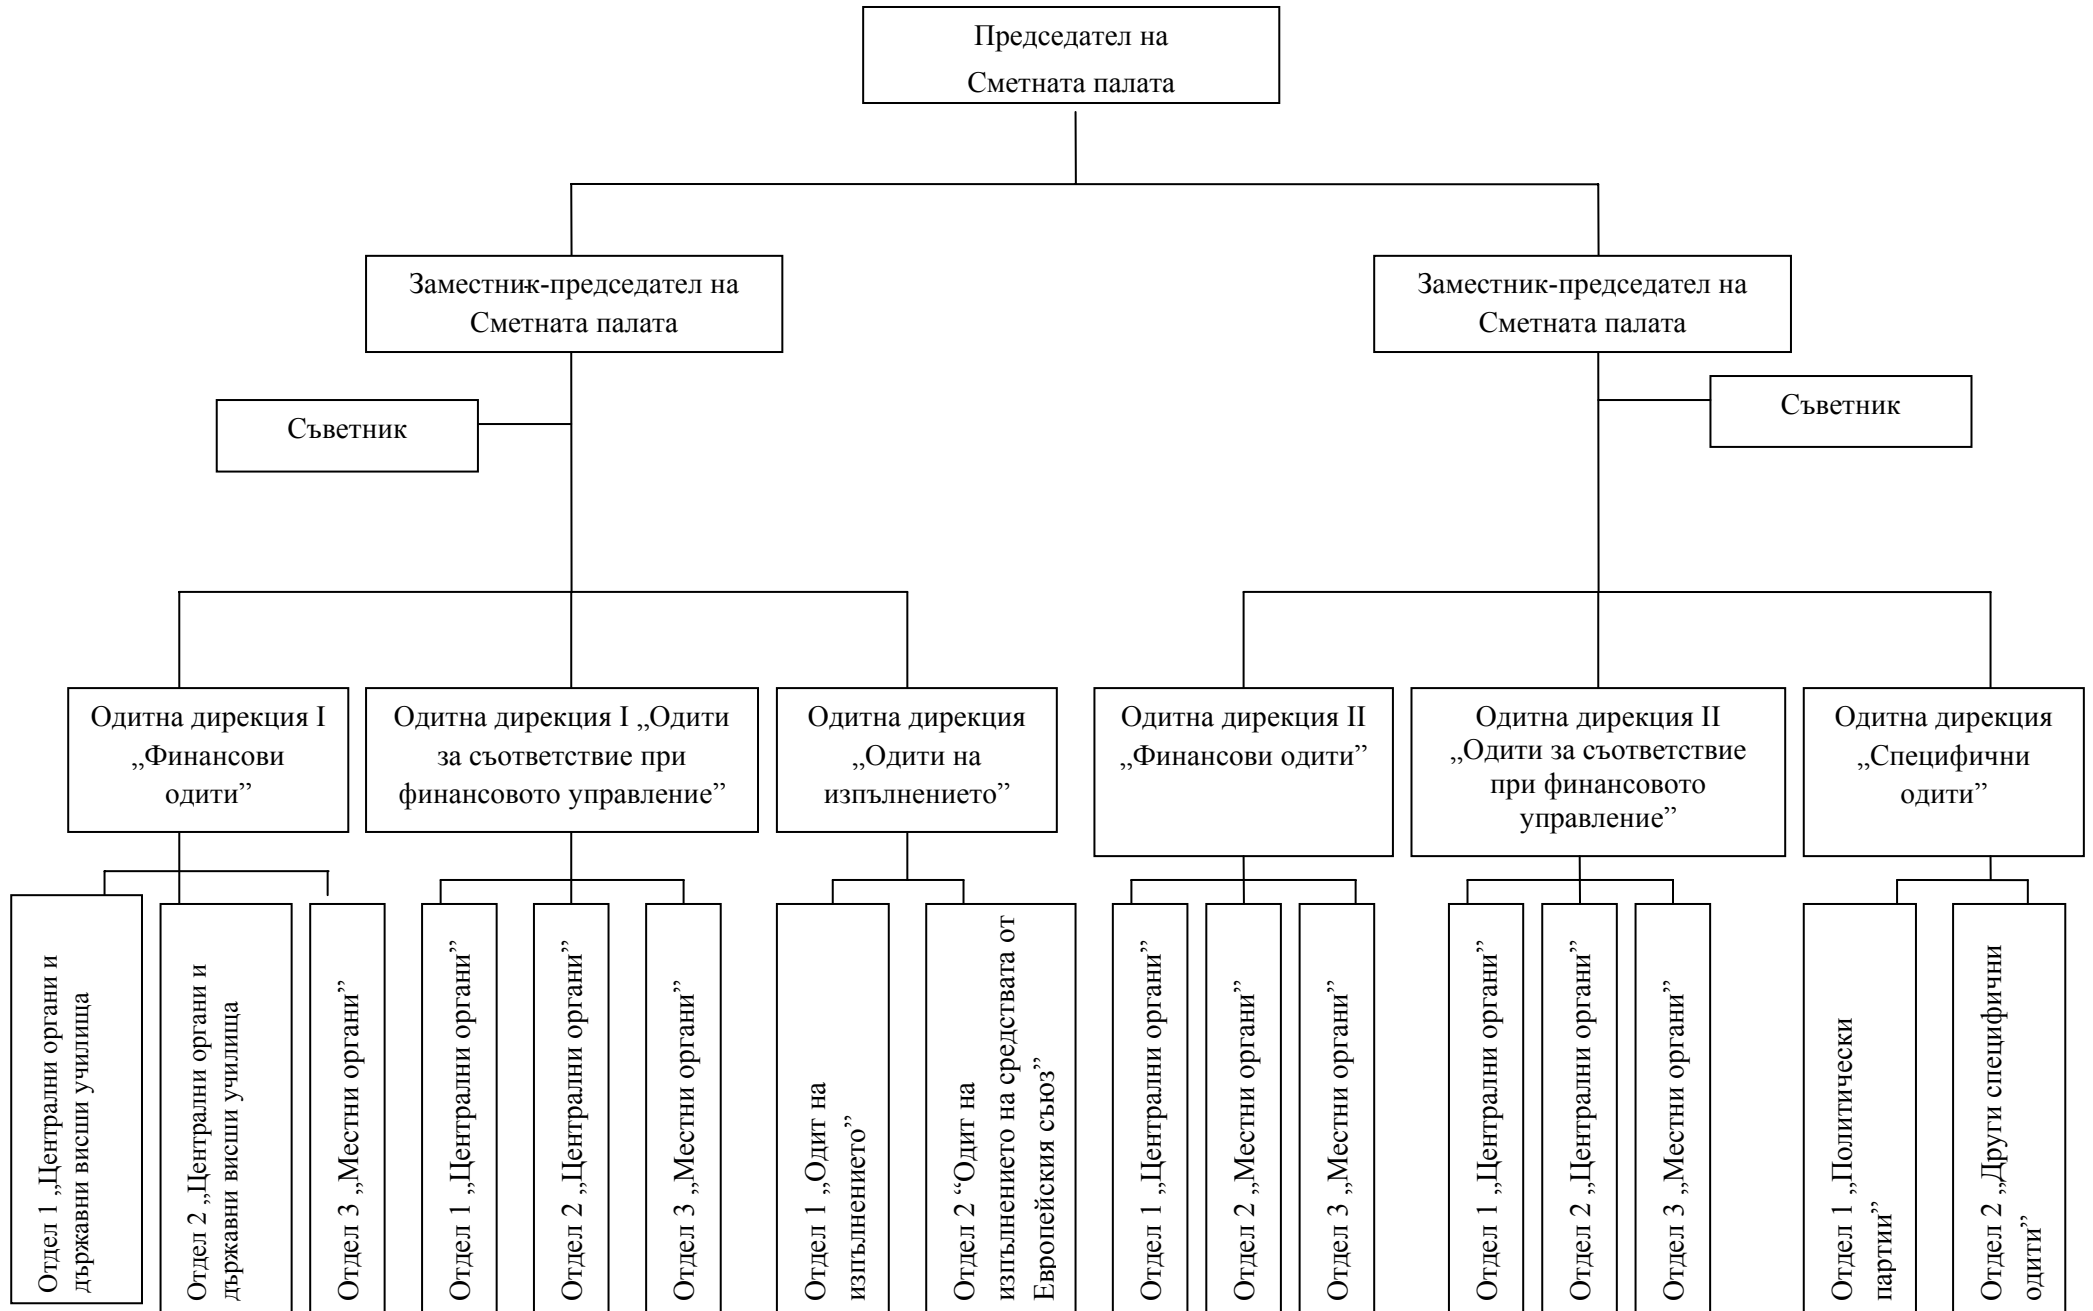 Председател на
Сметната палата
Заместник-председател на
Сметната палата
Заместник-председател на
Сметната палата
Съветник
Съветник
Одитна дирекция I
„Финансови
одити”
Одитна дирекция I „Одити
за съответствие при
финансовото управление”
Одитна дирекция
„Одити на
изпълнението”
Одитна дирекция II
„Финансови одити”
Одитна дирекция II
„Одити за съответствие
при финансовото
управление”
Одитна дирекция
„Специфични
одити”
Отдел 1 „Централни органи и
държавни висши училища
Отдел 2 „Централни органи и
държавни висши училища
Отдел 3 „Местни органи”
Отдел 1 „Централни органи”
Отдел 2 „Централни органи”
Отдел 3 „Местни органи”
Отдел 1 „Одит на
изпълнението”
Отдел 2 “Одит на
изпълнението на средствата от
Европейския съюз”
Отдел 1 „Централни органи”
Отдел 2 „Местни органи”
Отдел 3 „Местни органи”
Отдел 1 „Централни органи”
Отдел 2 „Централни органи”
Отдел 3 „Местни органи”
Отдел 1 „Политически
партии”
Отдел 2 „Други специфични
одити”